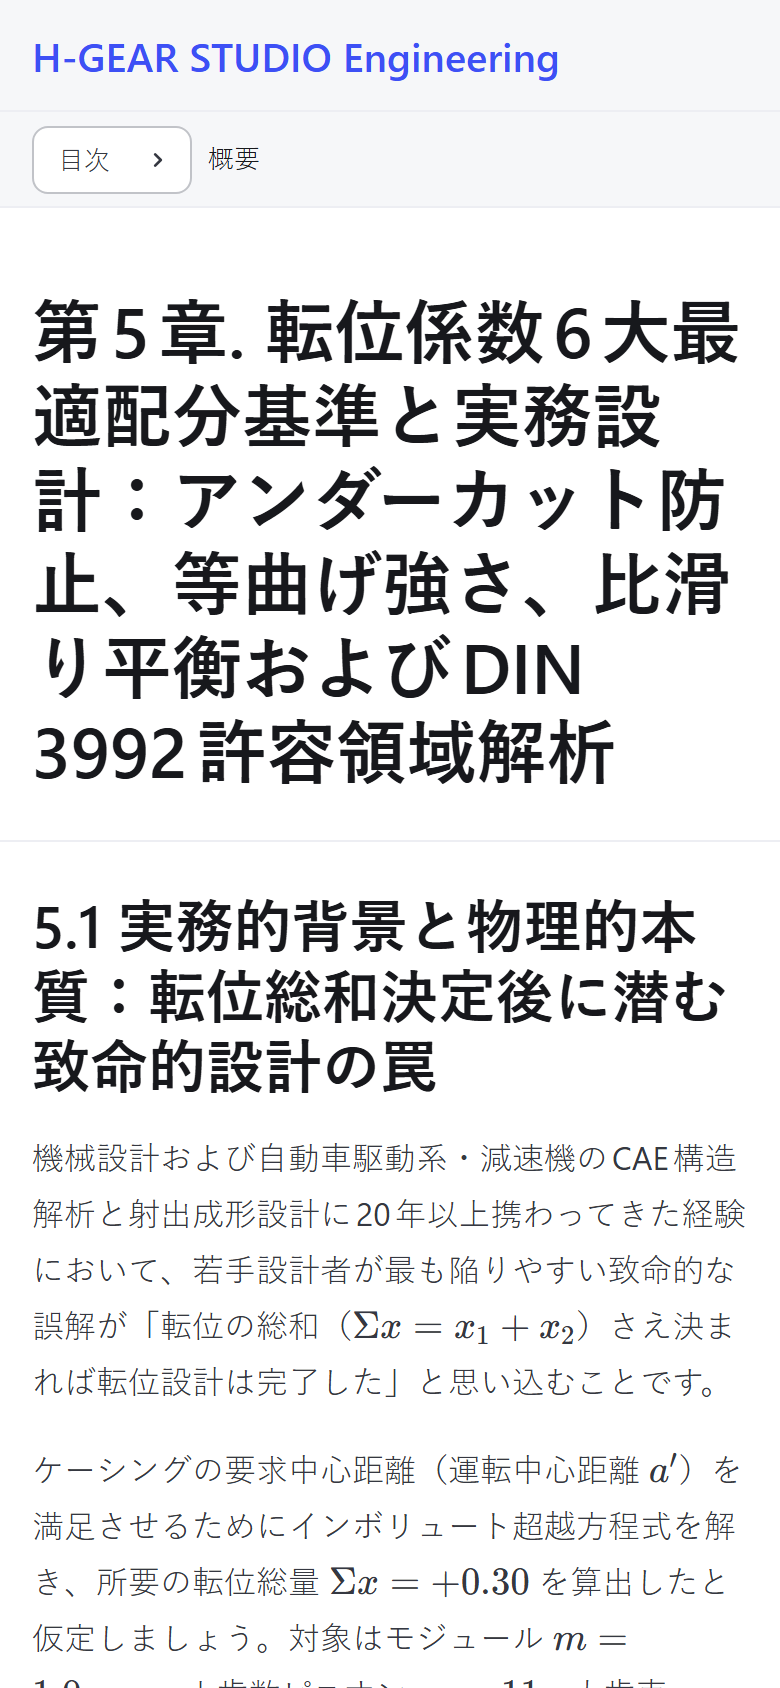 H-GEAR STUDIO Engineering
目次 > 概要
第5章. 転位係数6大最
適配分基準と実務設
計：アンダーカット防
止、等曲げ強さ、比滑
り平衡およびDIN
3992許容領域解析
5.1 実務的背景と物理的本
質：転位総和決定後に潜む
致命的設計の罠
機械設計および自動車駆動系・減速機のCAE構造
解析と射出成形設計に20年以上携わってきた経験
において、若手設計者が最も陥りやすい致命的な
誤解が「転位の総和（Σx = x₁ + x₂）さえ決ま
れば転位設計は完了した」と思い込むことです。
ケーシングの要求中心距離（運転中心距離 a′）を
満足させるためにインボリュート超越方程式を解
き、所要の転位総量 Σx = +0.30 を算出したと
仮定しましょう。対象はモジュール m =